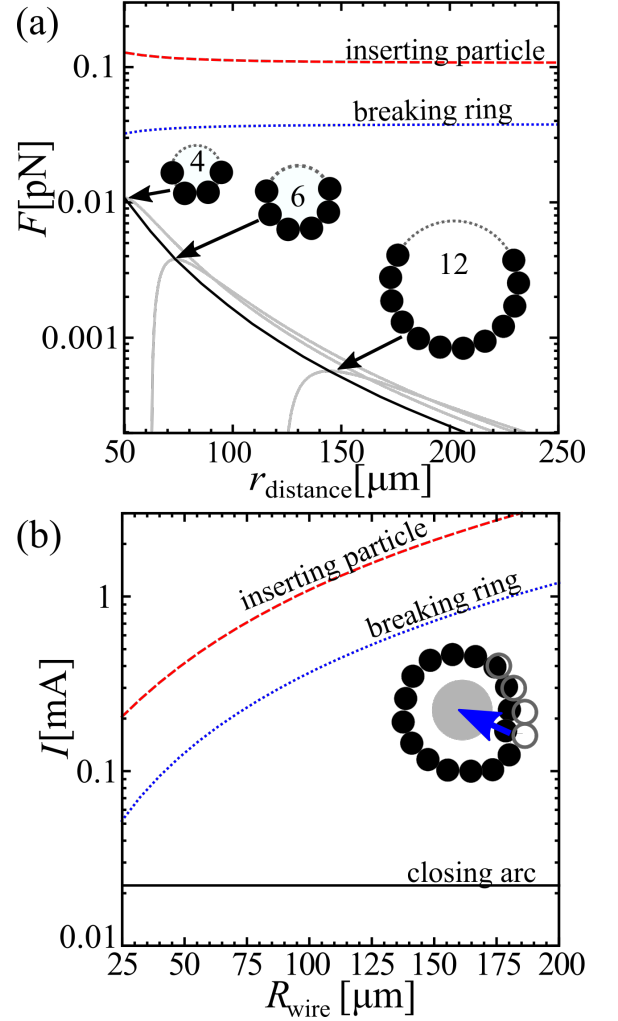 (a)
inserting particle
0.1
breaking ring
4
6
0.01
12
0.001
F[pN]
50 100 150 200 250
r_distance[μm]
(b)
inserting particle
breaking ring
1
I[mA]
0.1
closing arc
0.01
25 50 75 100 125 150 175 200
R_wire [μm]